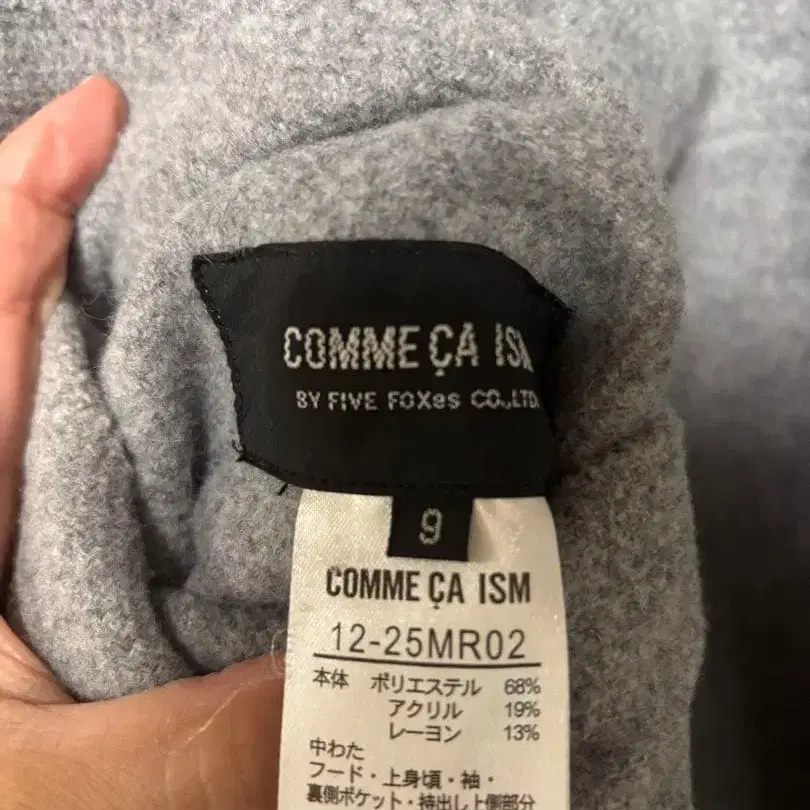 COMME ÇA ISM
BY FIVE FOXes CO.,LTD.
9
COMME ÇA ISM
12-25MR02
本体 ポリエステル 68%
アクリル 19%
レーヨン 13%
中わた
フード・上身頃・袖・
裏側ポケット・持出し上側部分